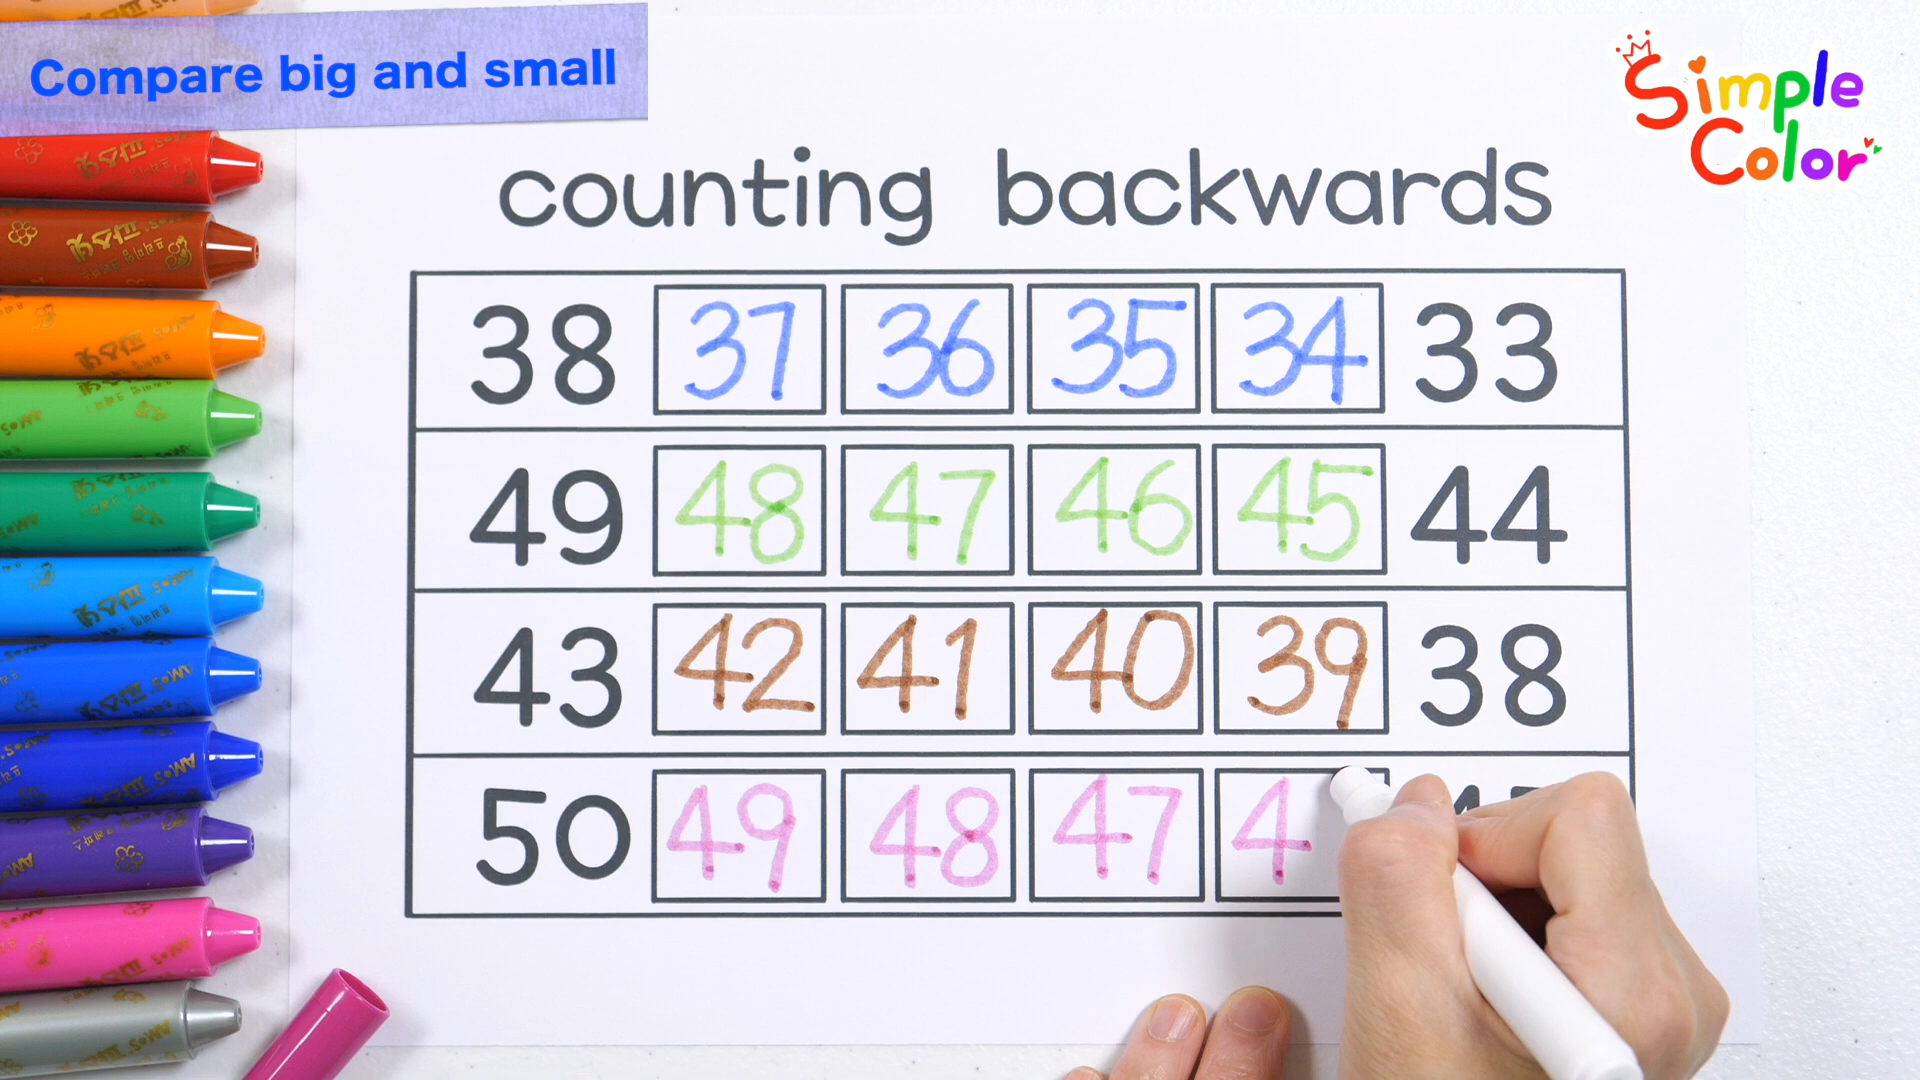 Compare big and small
Simple
Color
counting backwards
38 37 36 35 34 33
49 48 47 46 45 44
43 42 41 40 39 38
50 49 48 47 4